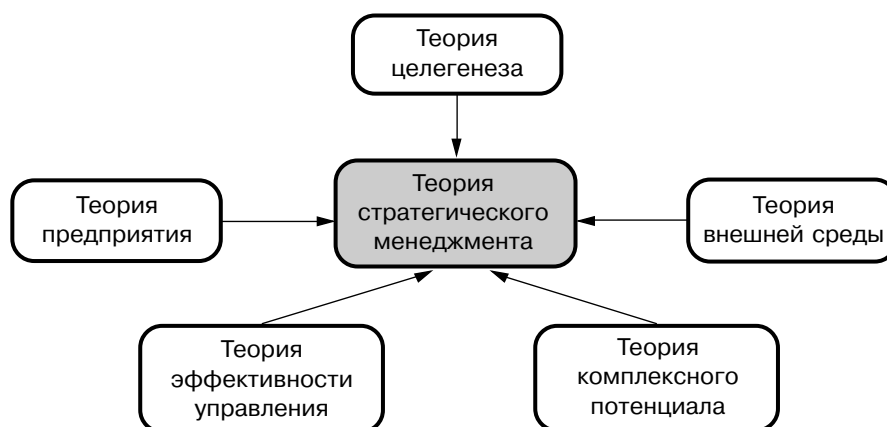 Теория
целегенеза
Теория
предприятия
Теория
стратегического
менеджмента
Теория
внешней среды
Теория
эффективности
управления
Теория
комплексного
потенциала